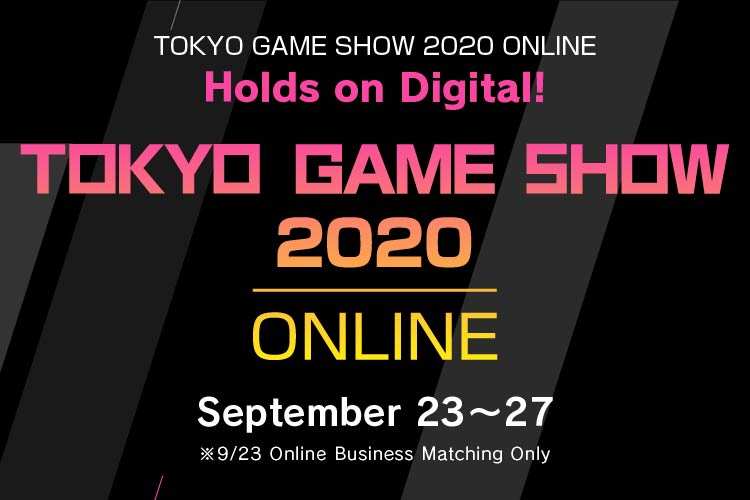 TOKYO GAME SHOW 2020 ONLINE
Holds on Digital!
TOKYO GAME SHOW
2020
ONLINE
September 23～27
※9/23 Online Business Matching Only